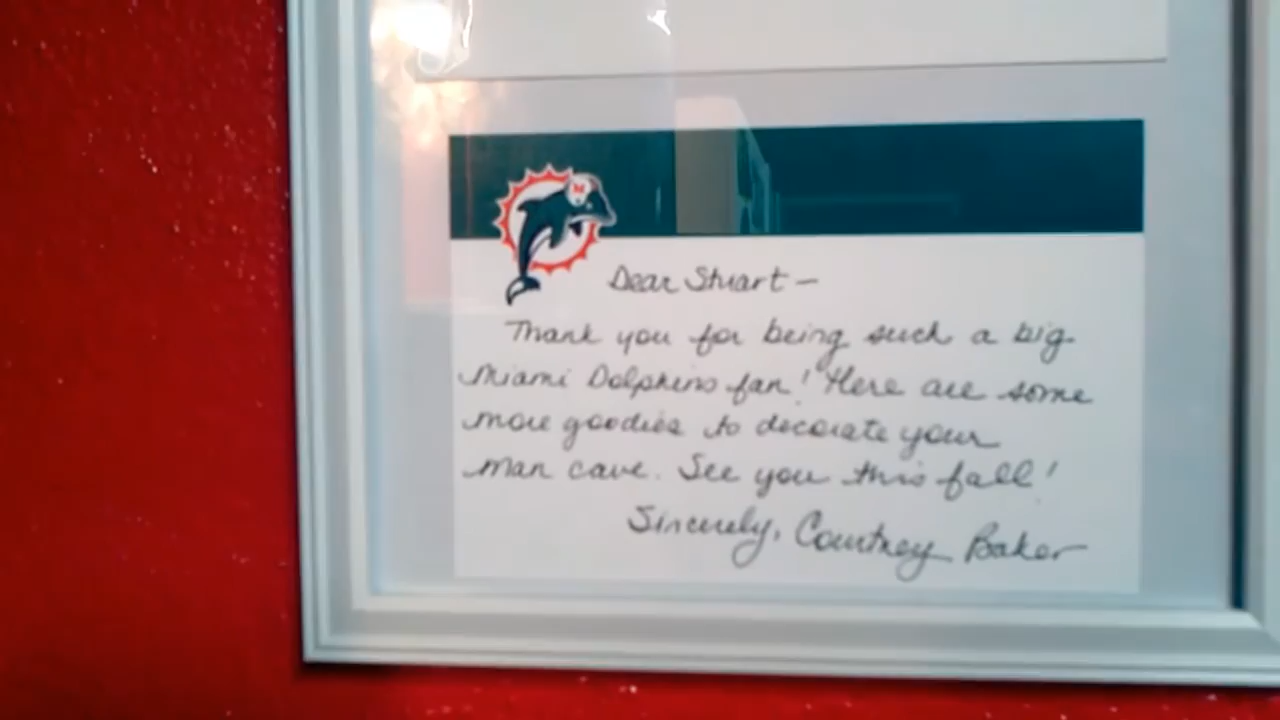 Dear Stuart —
Thank you for being such a big
Miami Dolphins fan! Here are some
more goodies to decorate your
man cave. See you this fall!
Sincerely, Courtney Baker